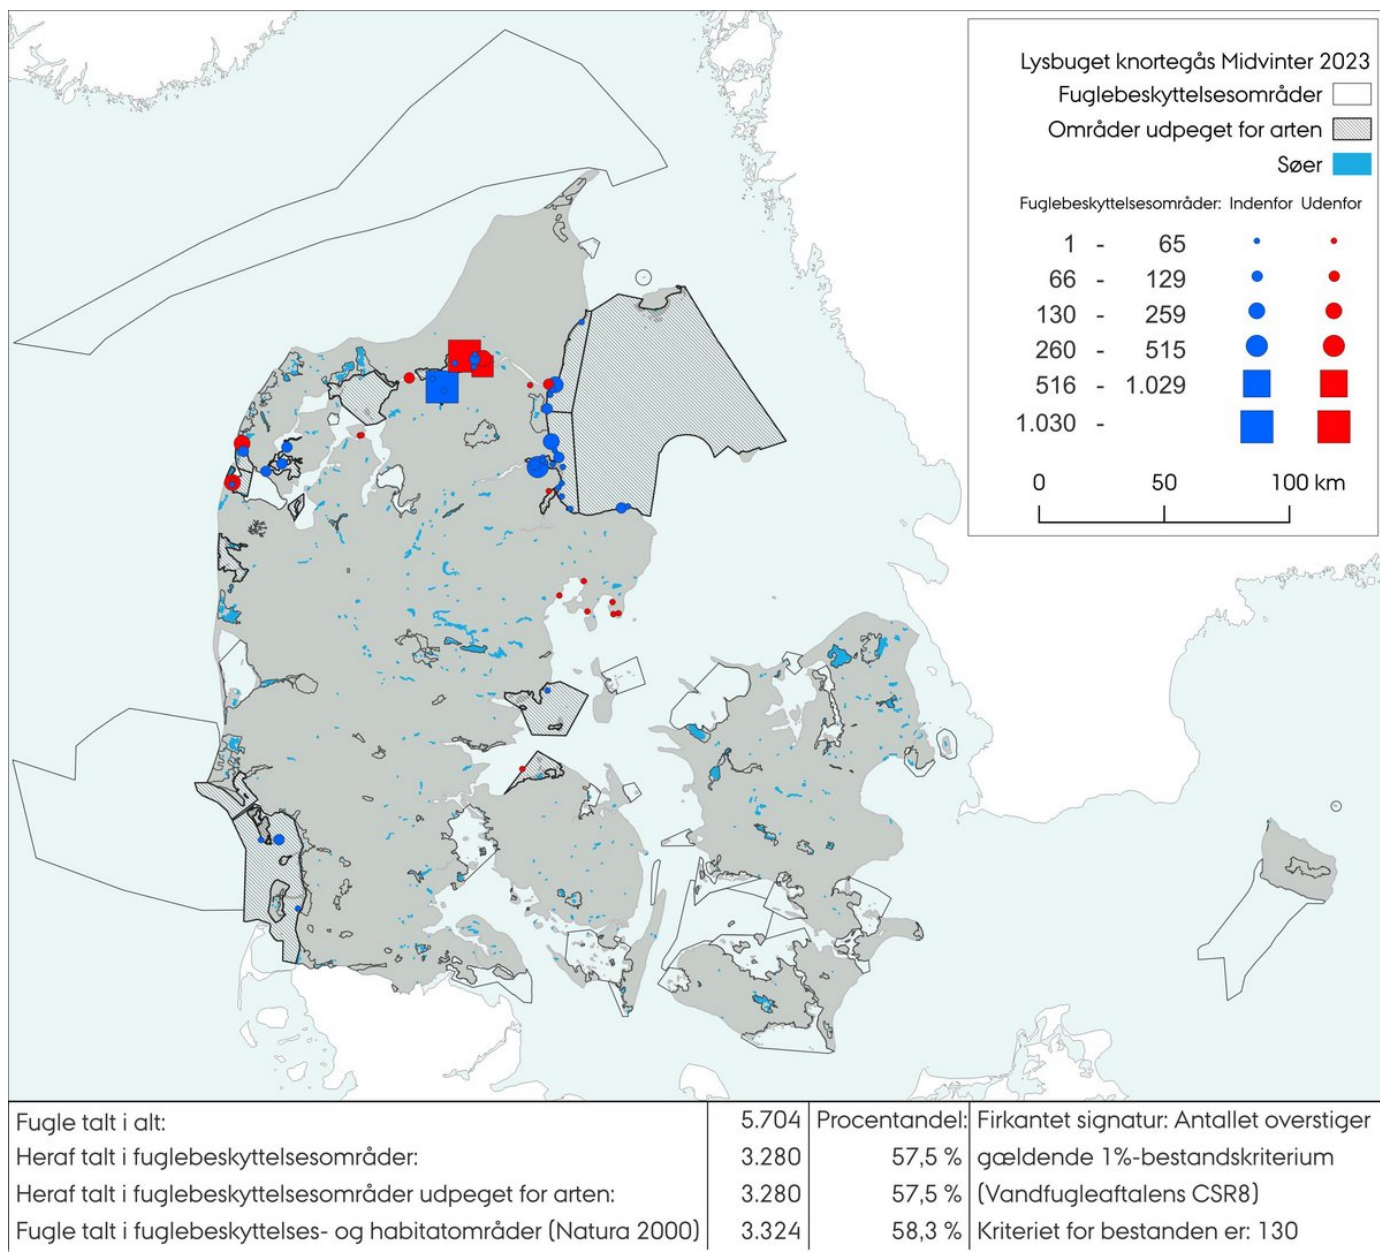 Lysbuget knortegås Midvinter 2023
Fuglebeskyttelsesområder
Områder udpeget for arten
Søer
Fuglebeskyttelsesområder: Indenfor Udenfor
1 - 65
66 - 129
130 - 259
260 - 515
516 - 1.029
1.030 -
0 50 100 km
Fugle talt i alt: 5.704 Procentandel: Firkantet signatur: Antallet overstiger
Heraf talt i fuglebeskyttelsesområder: 3.280 57,5 % gældende 1%-bestandskriterium
Heraf talt i fuglebeskyttelsesområder udpeget for arten: 3.280 57,5 % (Vandfugleaftalens CSR8)
Fugle talt i fuglebeskyttelses- og habitatområder (Natura 2000) 3.324 58,3 % Kriteriet for bestanden er: 130